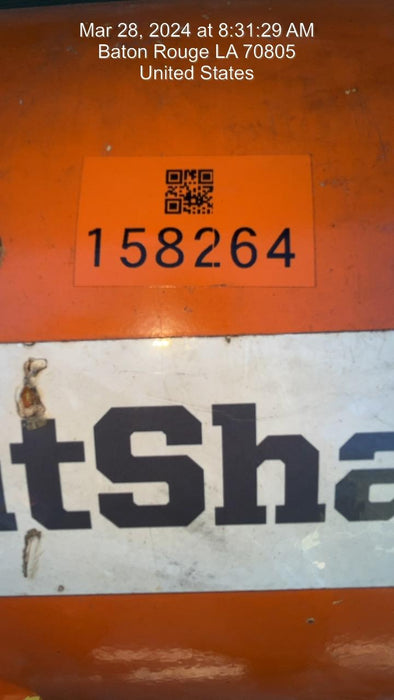 Mar 28, 2024 at 8:31:29 AM
Baton Rouge LA 70805
United States
158264
tSha